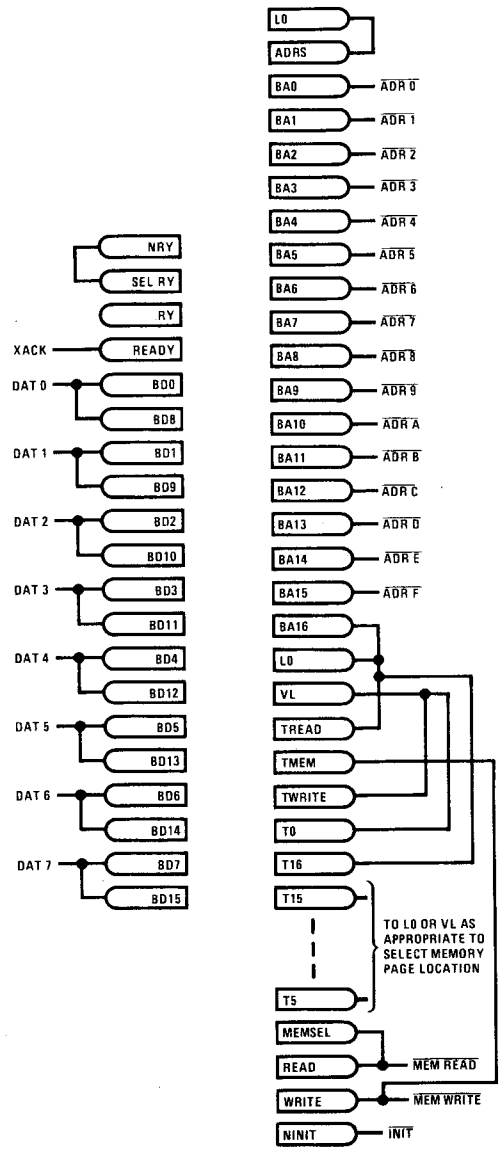 L0
ADRS
BA0 ADR 0
BA1 ADR 1
BA2 ADR 2
BA3 ADR 3
BA4 ADR 4
BA5 ADR 5
BA6 ADR 6
BA7 ADR 7
BA8 ADR 8
BA9 ADR 9
BA10 ADR A
BA11 ADR B
BA12 ADR C
BA13 ADR D
BA14 ADR E
BA15 ADR F
BA16
L0
VL
TREAD
TMEM
TWRITE
T0
T16
T15
TO L0 OR VL AS
APPROPRIATE TO
SELECT MEMORY
PAGE LOCATION
T5
MEMSEL
READ MEM READ
WRITE MEM WRITE
NINIT INIT
NRY
SEL RY
RY
XACK READY
DAT 0 BD0
BD8
DAT 1 BD1
BD9
DAT 2 BD2
BD10
DAT 3 BD3
BD11
DAT 4 BD4
BD12
DAT 5 BD5
BD13
DAT 6 BD6
BD14
DAT 7 BD7
BD15